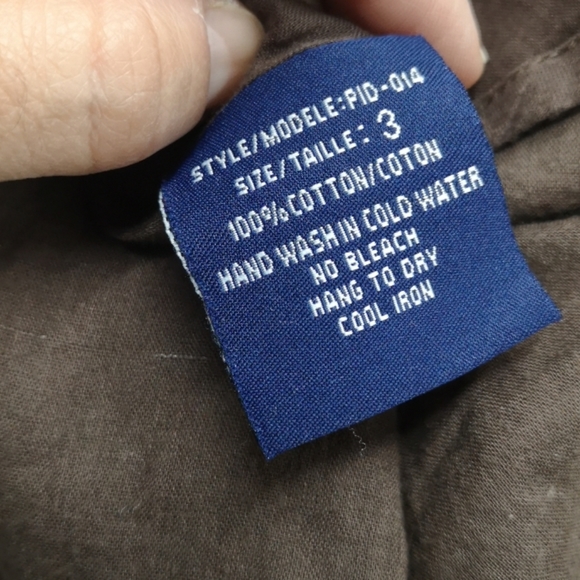 STYLE/MODELE:PID-014
SIZE/TAILLE: 3
100%COTTON/COTON
HAND WASH IN COLD WATER
NO BLEACH
HANG TO DRY
COOL IRON